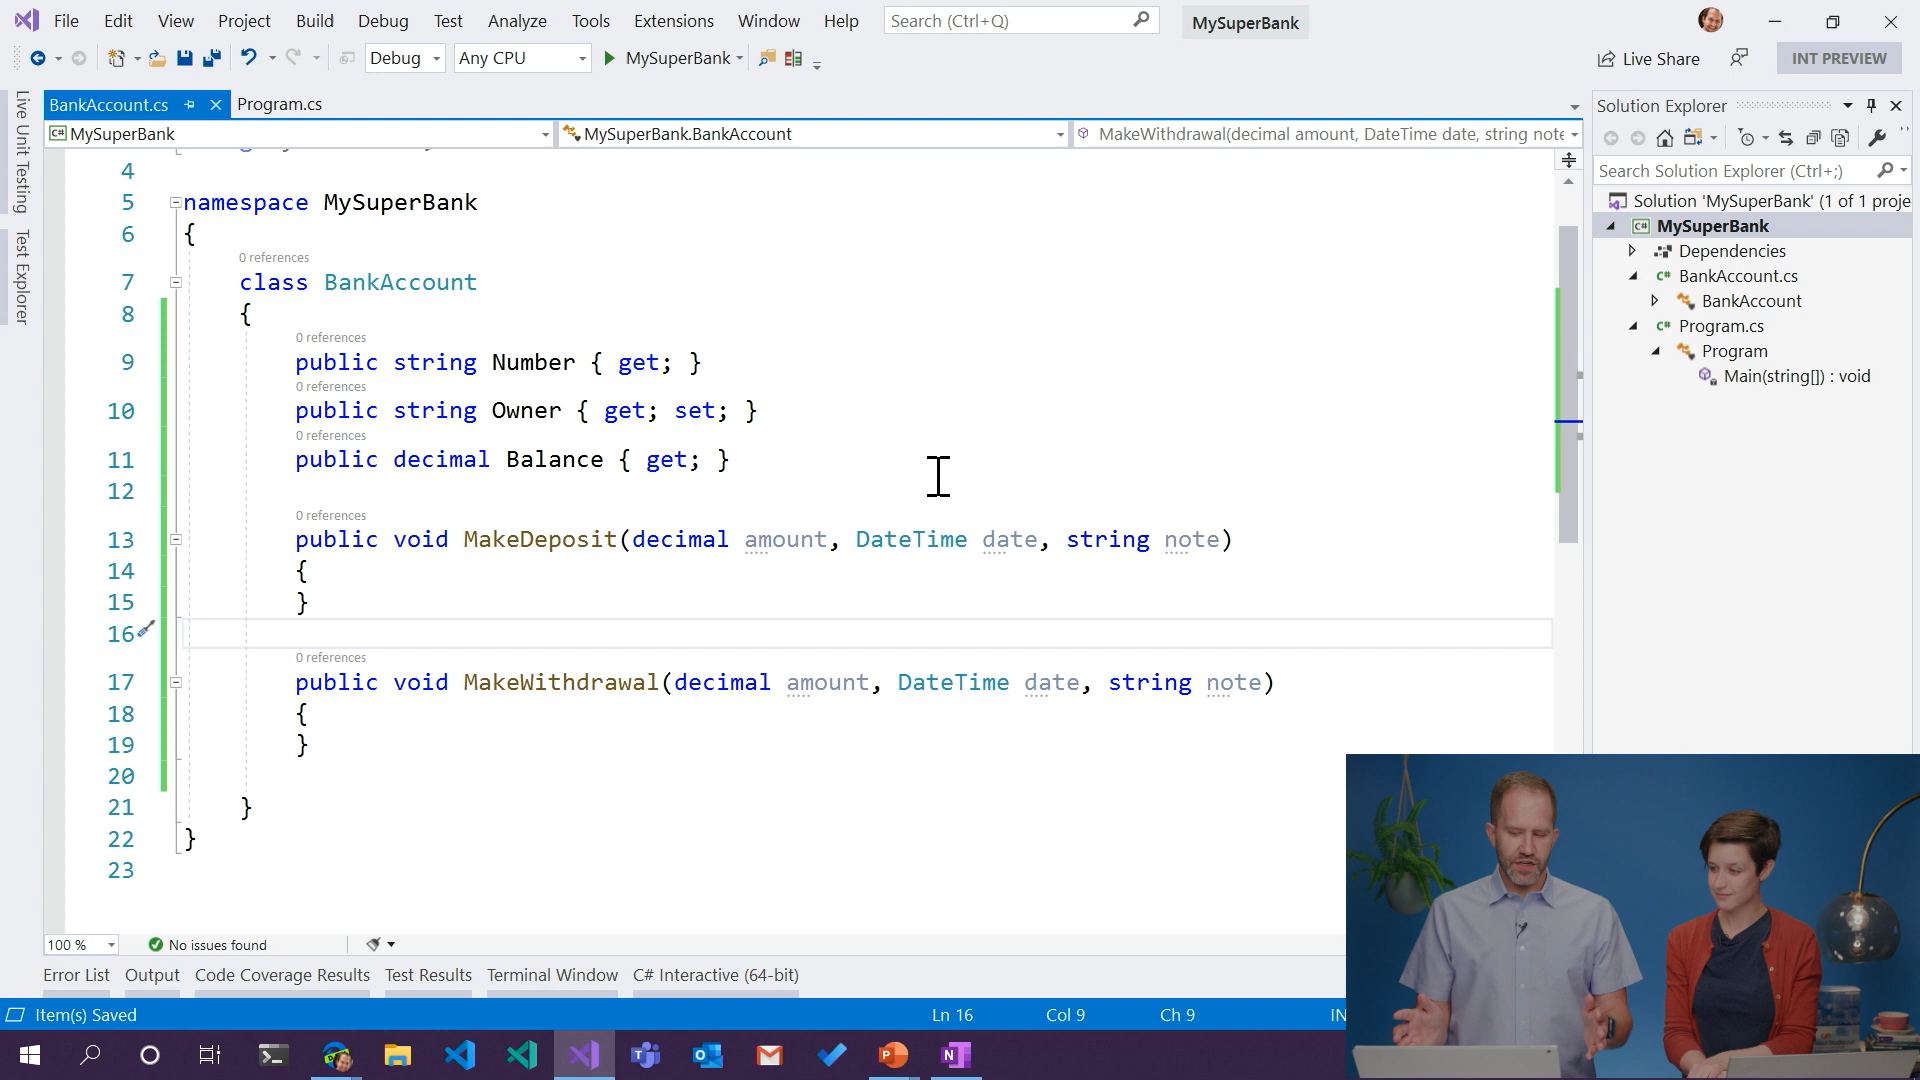 File Edit View Project Build Debug Test Analyze Tools Extensions Window Help Search (Ctrl+Q) MySuperBank
Debug Any CPU MySuperBank Live Share INT PREVIEW
Live Unit Testing
Test Explorer
BankAccount.cs Program.cs
MySuperBank MySuperBank.BankAccount MakeWithdrawal(decimal amount, DateTime date, string note
4
5 namespace MySuperBank
6 {
0 references
7 class BankAccount
8 {
0 references
9 public string Number { get; }
0 references
10 public string Owner { get; set; }
0 references
11 public decimal Balance { get; }
12
0 references
13 public void MakeDeposit(decimal amount, DateTime date, string note)
14 {
15 }
16
0 references
17 public void MakeWithdrawal(decimal amount, DateTime date, string note)
18 {
19 }
20
21 }
22 }
23
100 % No issues found
Error List Output Code Coverage Results Test Results Terminal Window C# Interactive (64-bit)
Item(s) Saved Ln 16 Col 9 Ch 9 IN
Solution Explorer
Search Solution Explorer (Ctrl+;)
Solution 'MySuperBank' (1 of 1 proje
C# MySuperBank
Dependencies
C# BankAccount.cs
BankAccount
C# Program.cs
Program
Main(string[]) : void